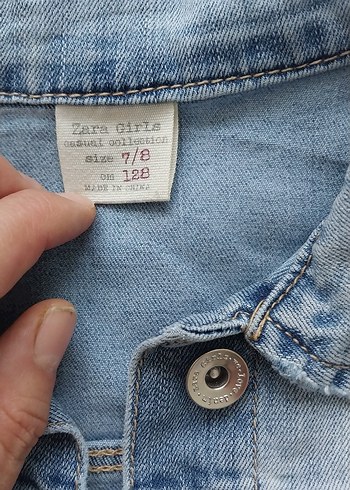 Zara Girls
casual collection
size 7/8
cm 128
MADE IN CHINA